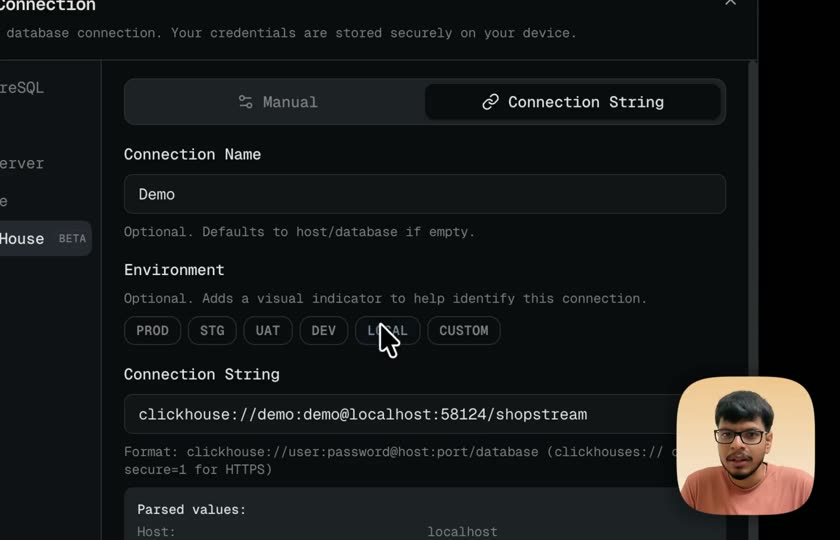 Connection
database connection. Your credentials are stored securely on your device.
reSQL
erver
e
House BETA
Manual
Connection String
Connection Name
Demo
Optional. Defaults to host/database if empty.
Environment
Optional. Adds a visual indicator to help identify this connection.
PROD STG UAT DEV LOCAL CUSTOM
Connection String
clickhouse://demo:demo@localhost:58124/shopstream
Format: clickhouse://user:password@host:port/database (clickhouses://
secure=1 for HTTPS)
Parsed values:
Host: localhost